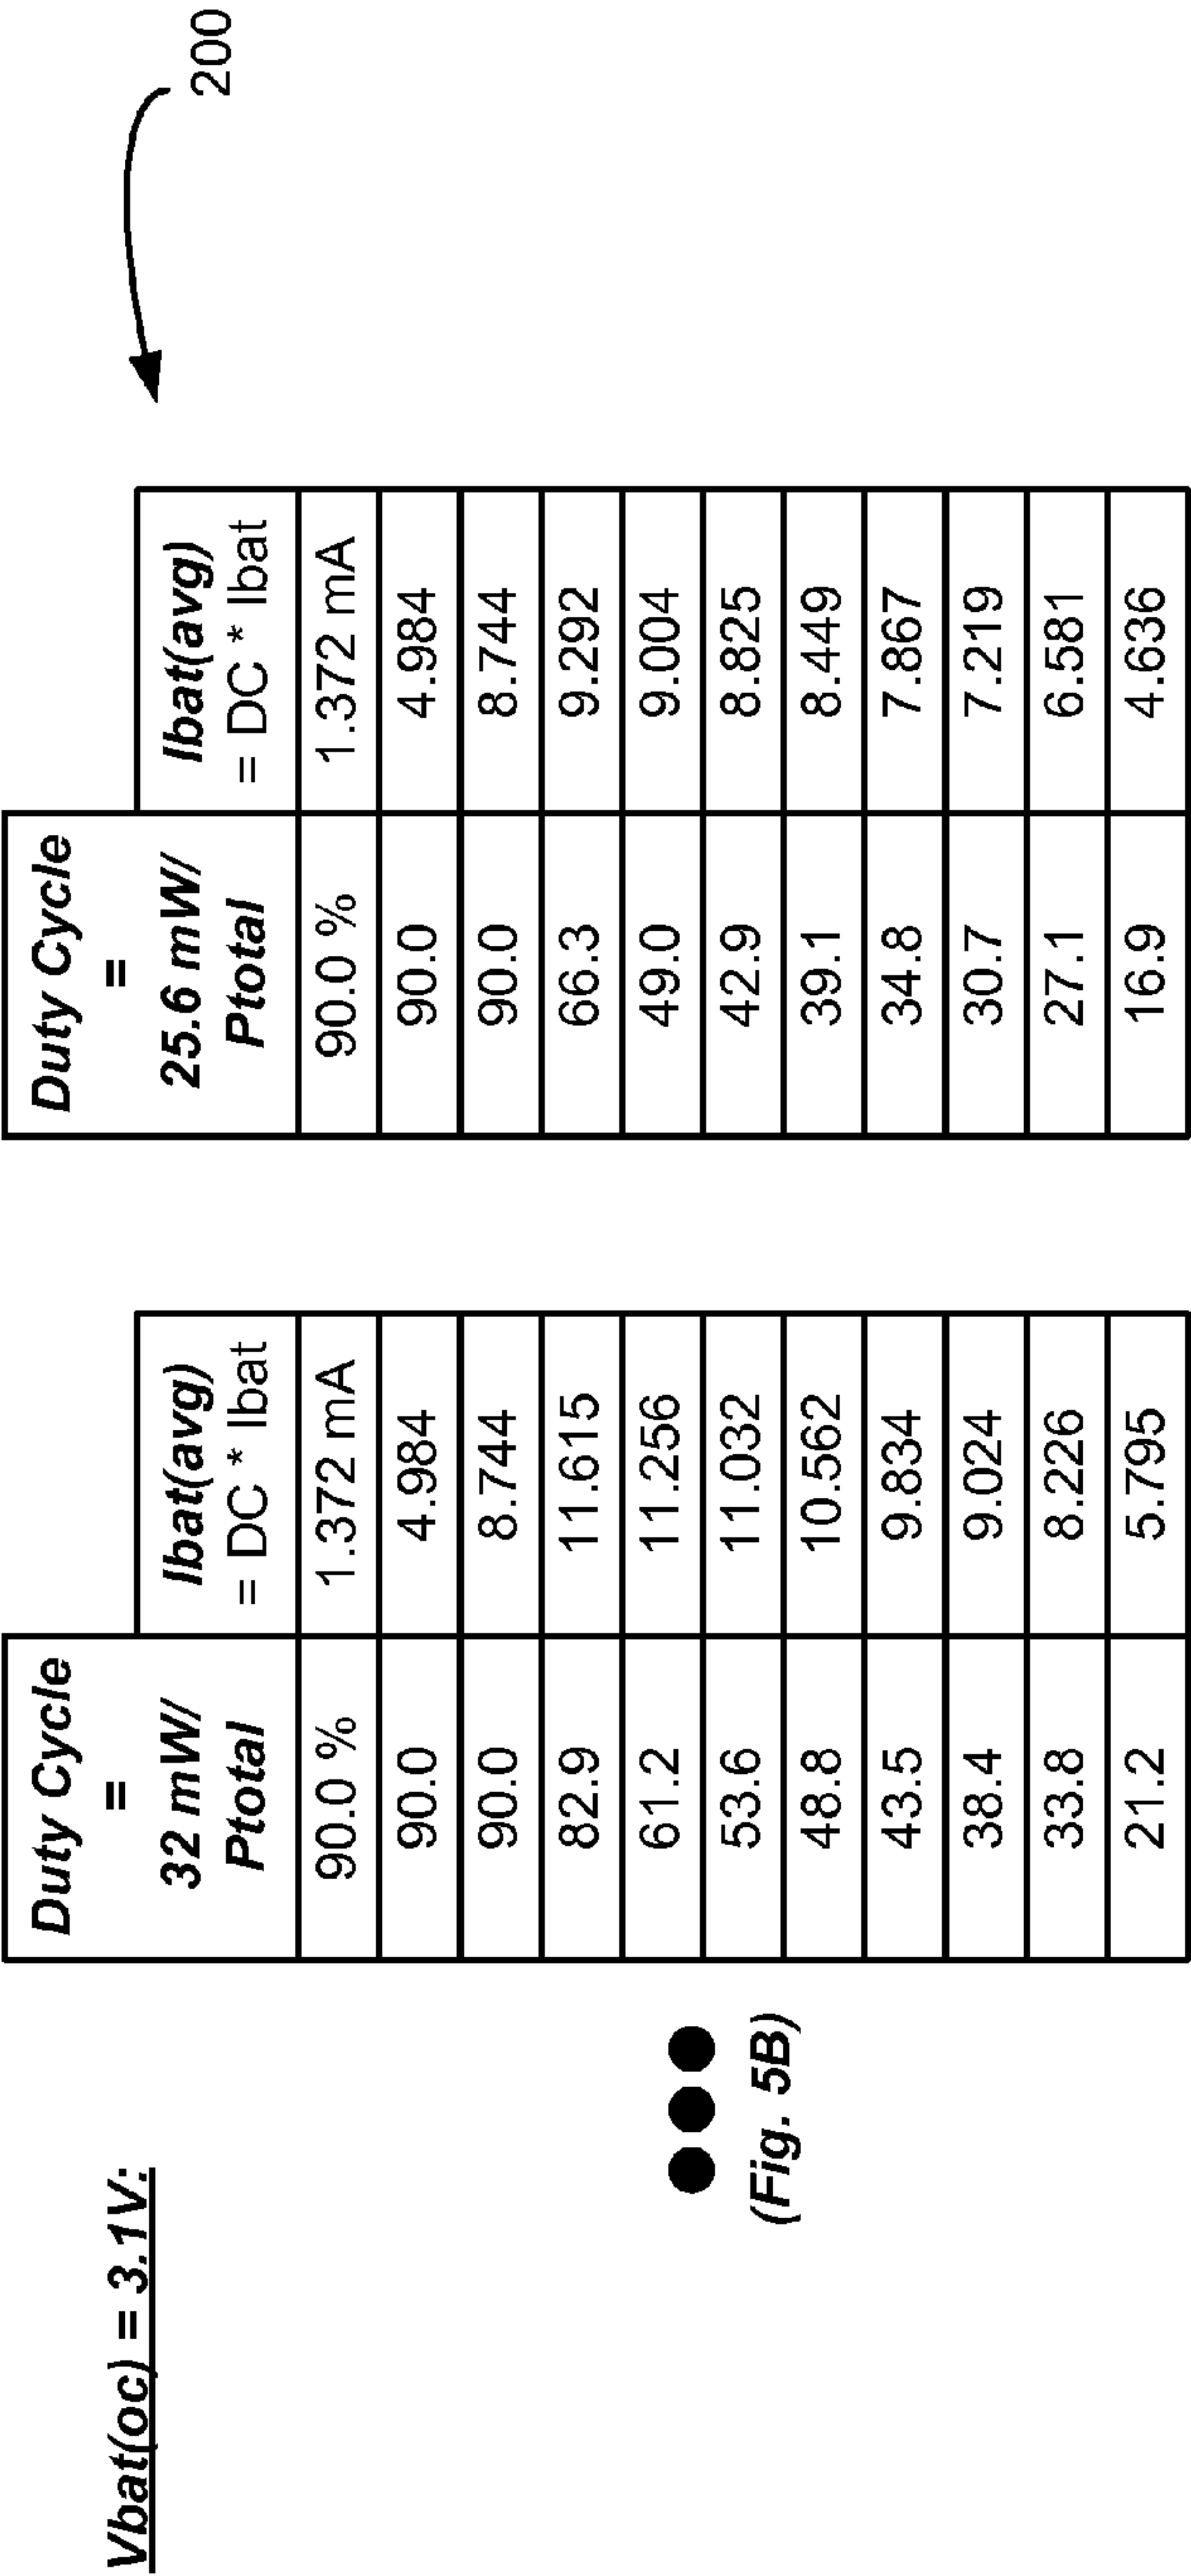 Vbat(oc) = 3.1V:
(Fig. 5B)
Duty Cycle
=
32 mW/
Ptotal
Ibat(avg)
= DC * Ibat
90.0 % 1.372 mA
90.0 4.984
90.0 8.744
82.9 11.615
61.2 11.256
53.6 11.032
48.8 10.562
43.5 9.834
38.4 9.024
33.8 8.226
21.2 5.795
Duty Cycle
=
25.6 mW/
Ptotal
Ibat(avg)
= DC * Ibat
90.0 % 1.372 mA
90.0 4.984
90.0 8.744
66.3 9.292
49.0 9.004
42.9 8.825
39.1 8.449
34.8 7.867
30.7 7.219
27.1 6.581
16.9 4.636
200